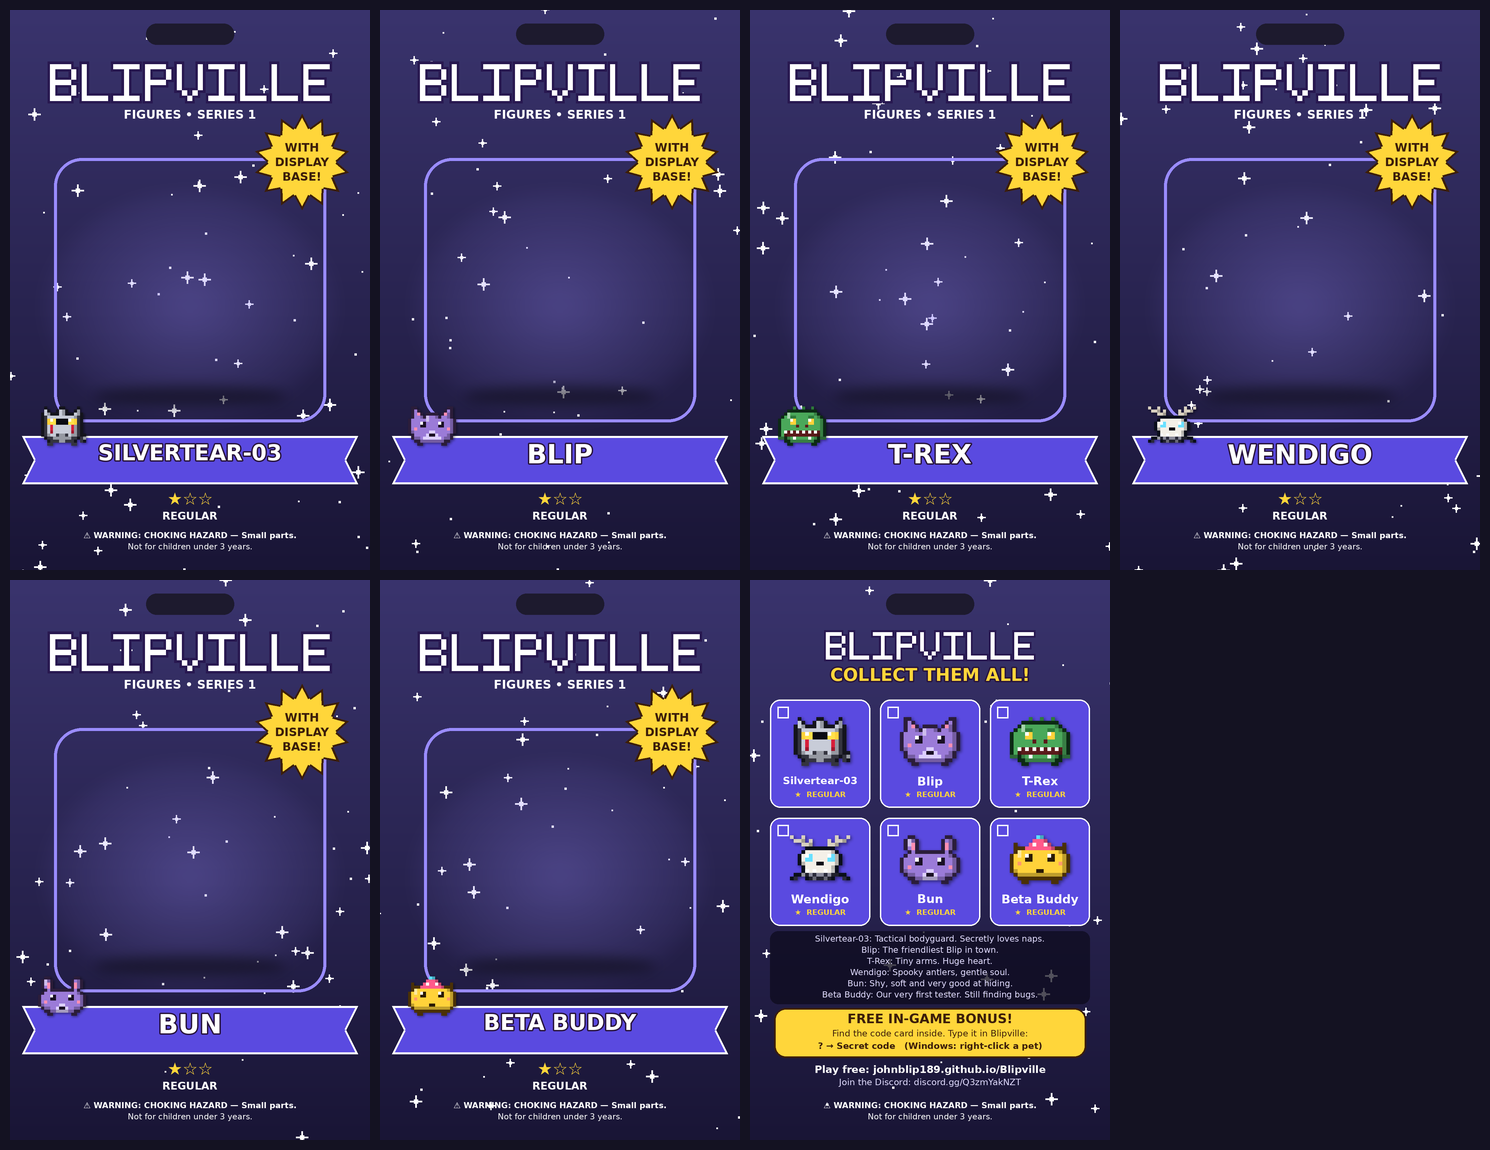 BLIPVILLE
FIGURES • SERIES 1
WITH
DISPLAY
BASE!
SILVERTEAR-03
★☆☆
REGULAR
⚠ WARNING: CHOKING HAZARD — Small parts.
Not for children under 3 years.
BLIPVILLE
FIGURES • SERIES 1
WITH
DISPLAY
BASE!
BLIP
★☆☆
REGULAR
⚠ WARNING: CHOKING HAZARD — Small parts.
Not for children under 3 years.
BLIPVILLE
FIGURES • SERIES 1
WITH
DISPLAY
BASE!
T-REX
★☆☆
REGULAR
⚠ WARNING: CHOKING HAZARD — Small parts.
Not for children under 3 years.
BLIPVILLE
FIGURES • SERIES 1
WITH
DISPLAY
BASE!
WENDIGO
★☆☆
REGULAR
⚠ WARNING: CHOKING HAZARD — Small parts.
Not for children under 3 years.
BLIPVILLE
FIGURES • SERIES 1
WITH
DISPLAY
BASE!
BUN
★☆☆
REGULAR
⚠ WARNING: CHOKING HAZARD — Small parts.
Not for children under 3 years.
BLIPVILLE
FIGURES • SERIES 1
WITH
DISPLAY
BASE!
BETA BUDDY
★☆☆
REGULAR
⚠ WARNING: CHOKING HAZARD — Small parts.
Not for children under 3 years.
BLIPVILLE
COLLECT THEM ALL!
Silvertear-03
★ REGULAR
Blip
★ REGULAR
T-Rex
★ REGULAR
Wendigo
★ REGULAR
Bun
★ REGULAR
Beta Buddy
★ REGULAR
Silvertear-03: Tactical bodyguard. Secretly loves naps.
Blip: The friendliest Blip in town.
T-Rex: Tiny arms. Huge heart.
Wendigo: Spooky antlers, gentle soul.
Bun: Shy, soft and very good at hiding.
Beta Buddy: Our very first tester. Still finding bugs.
FREE IN-GAME BONUS!
Find the code card inside. Type it in Blipville:
? → Secret code (Windows: right-click a pet)
Play free: johnblip189.github.io/Blipville
Join the Discord: discord.gg/Q3zmYakNZT
⚠ WARNING: CHOKING HAZARD — Small parts.
Not for children under 3 years.